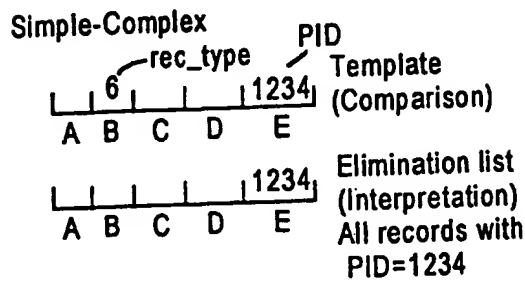 Simple-Complex
PID
rec_type
6 1234 Template
(Comparison)
A B C D E
1234 Elimination list
(Interpretation)
A B C D E
All records with
PID=1234